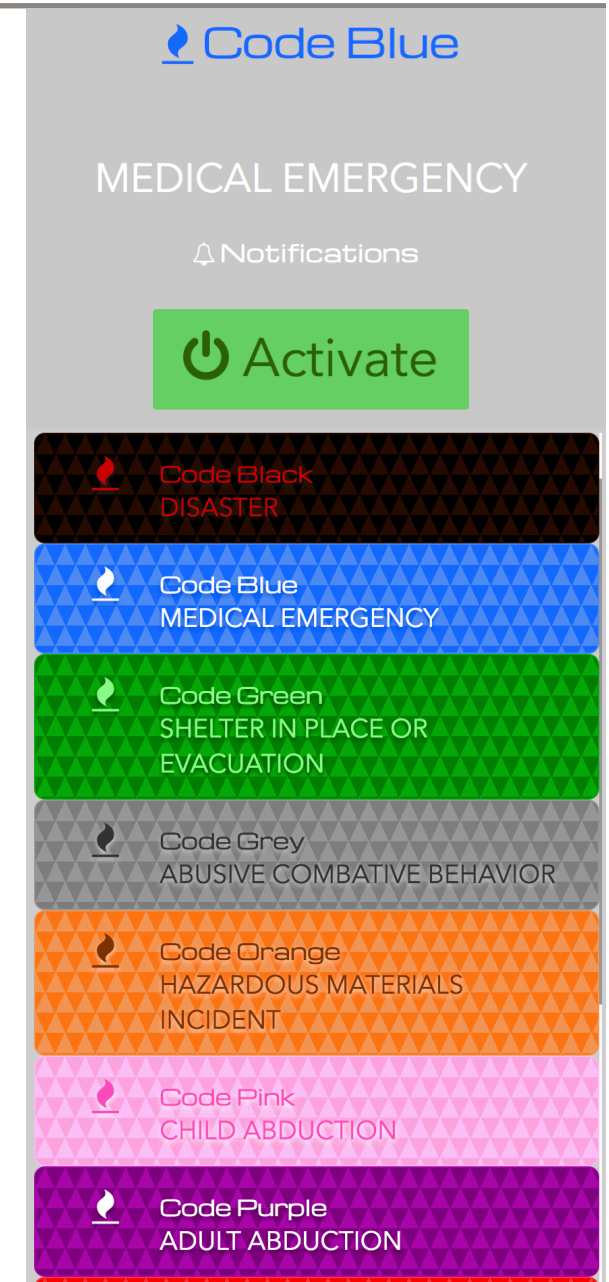 Code Blue
MEDICAL EMERGENCY
Notifications
Activate
Code Black
DISASTER
Code Blue
MEDICAL EMERGENCY
Code Green
SHELTER IN PLACE OR
EVACUATION
Code Grey
ABUSIVE COMBATIVE BEHAVIOR
Code Orange
HAZARDOUS MATERIALS
INCIDENT
Code Pink
CHILD ABDUCTION
Code Purple
ADULT ABDUCTION